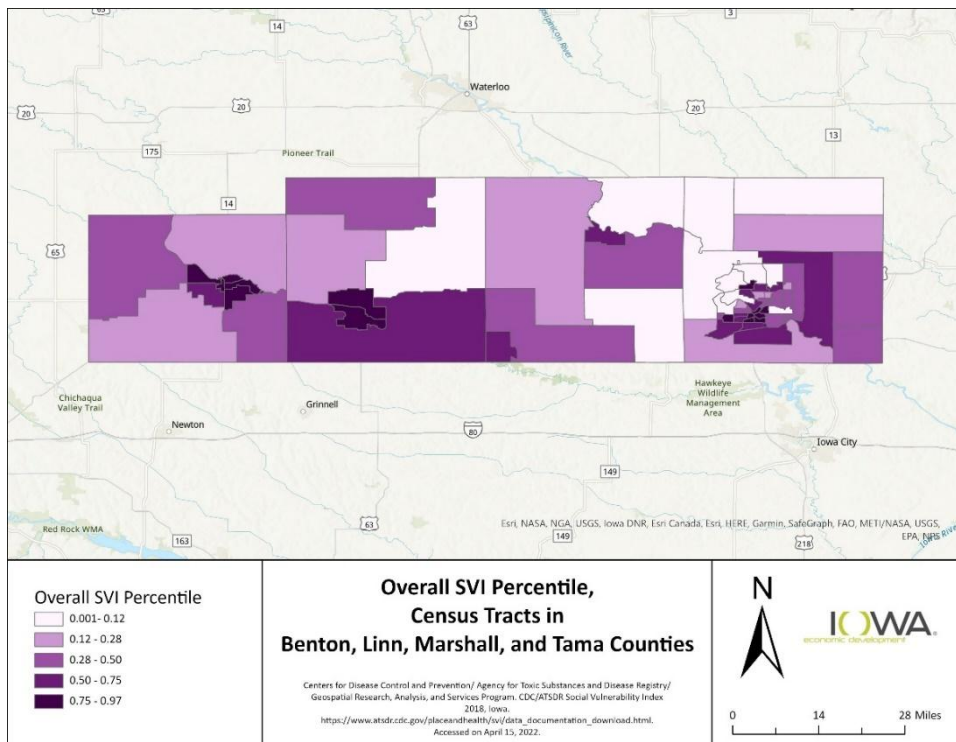 63
63
14
3
Wapsipinicon River
Waterloo
20
20
20
20
13
175
Pioneer Trail
14
65
Chichaqua
Valley Trail
Grinnell
Newton
Hawkeye
Wildlife
Management
Area
80
Iowa City
149
Red Rock WMA
163
63
149
218
Iowa River
Esri, NASA, NGA, USGS, Iowa DNR, Esri Canada, Esri, HERE, Garmin, SafeGraph, FAO, METI/NASA, USGS,
EPA, NPS
Overall SVI Percentile
0.001- 0.12
0.12 - 0.28
0.28 - 0.50
0.50 - 0.75
0.75 - 0.97
Overall SVI Percentile,
Census Tracts in
Benton, Linn, Marshall, and Tama Counties
Centers for Disease Control and Prevention/ Agency for Toxic Substances and Disease Registry/
Geospatial Research, Analysis, and Services Program. CDC/ATSDR Social Vulnerability Index
2018, Iowa.
https://www.atsdr.cdc.gov/placeandhealth/svi/data_documentation_download.html.
Accessed on April 15, 2022.
N
IOWA®
economic development
0 14 28 Miles